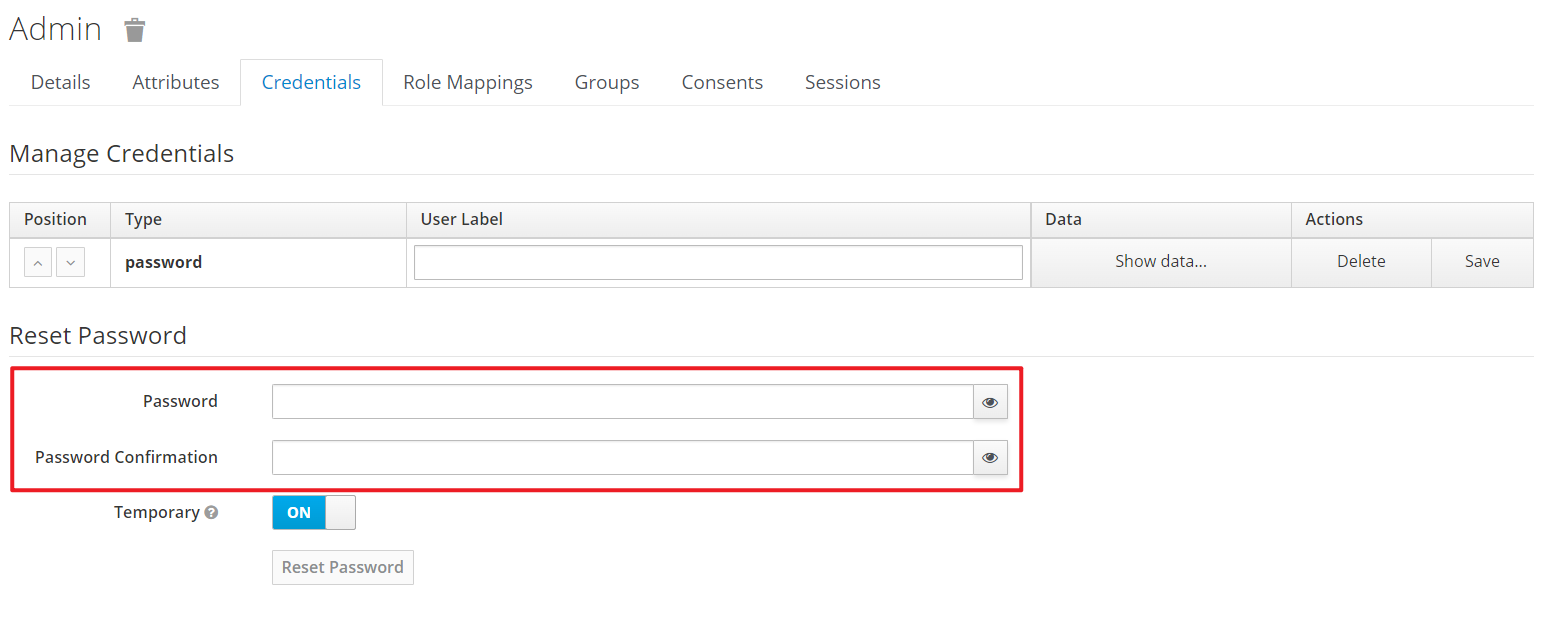 Admin
Details Attributes Credentials Role Mappings Groups Consents Sessions
Manage Credentials
Position Type User Label Data Actions
password Show data... Delete Save
Reset Password
Password
Password Confirmation
Temporary ? ON
Reset Password